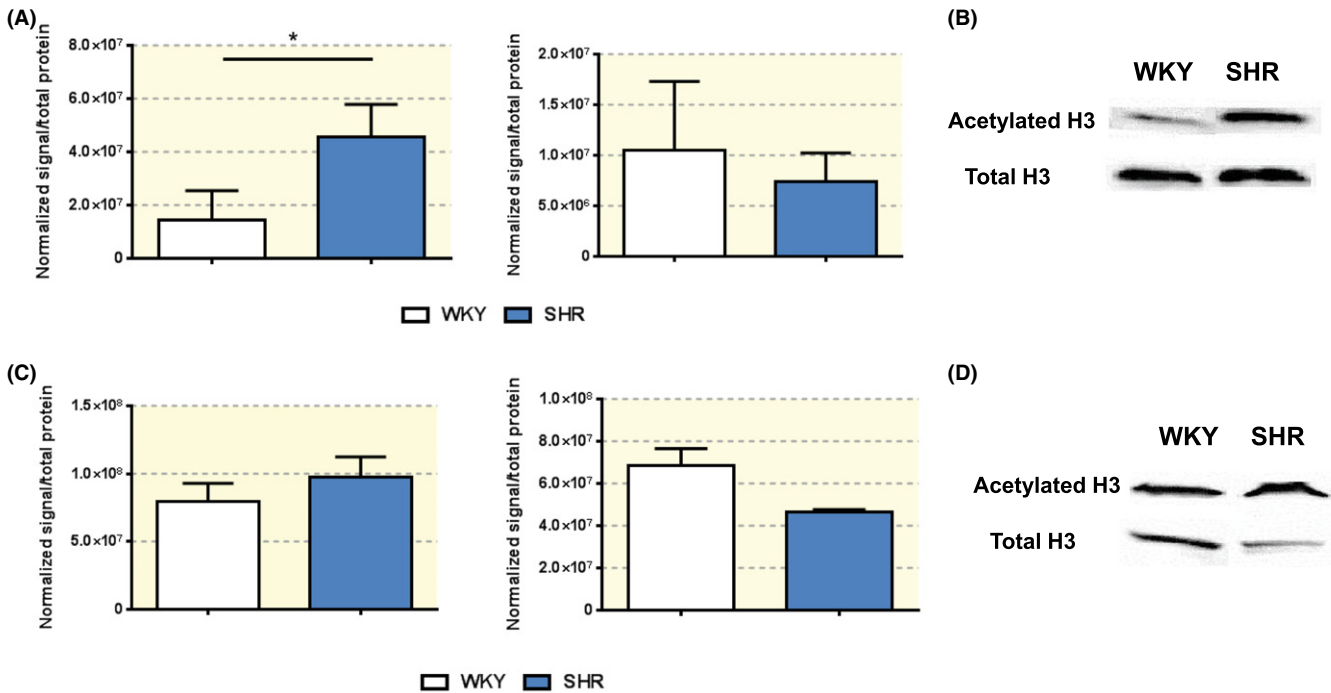 (A)
Normalized signal/total protein
8.0×10⁷
6.0×10⁷
4.0×10⁷
2.0×10⁷
0
*
Normalized signal/total protein
2.0×10⁷
1.5×10⁷
1.0×10⁷
5.0×10⁶
0
WKY SHR
(B)
WKY SHR
Acetylated H3
Total H3
(C)
Normalized signal/total protein
1.5×10⁸
1.0×10⁸
5.0×10⁷
0
Normalized signal/total protein
1.0×10⁸
8.0×10⁷
6.0×10⁷
4.0×10⁷
2.0×10⁷
0
WKY SHR
(D)
WKY SHR
Acetylated H3
Total H3